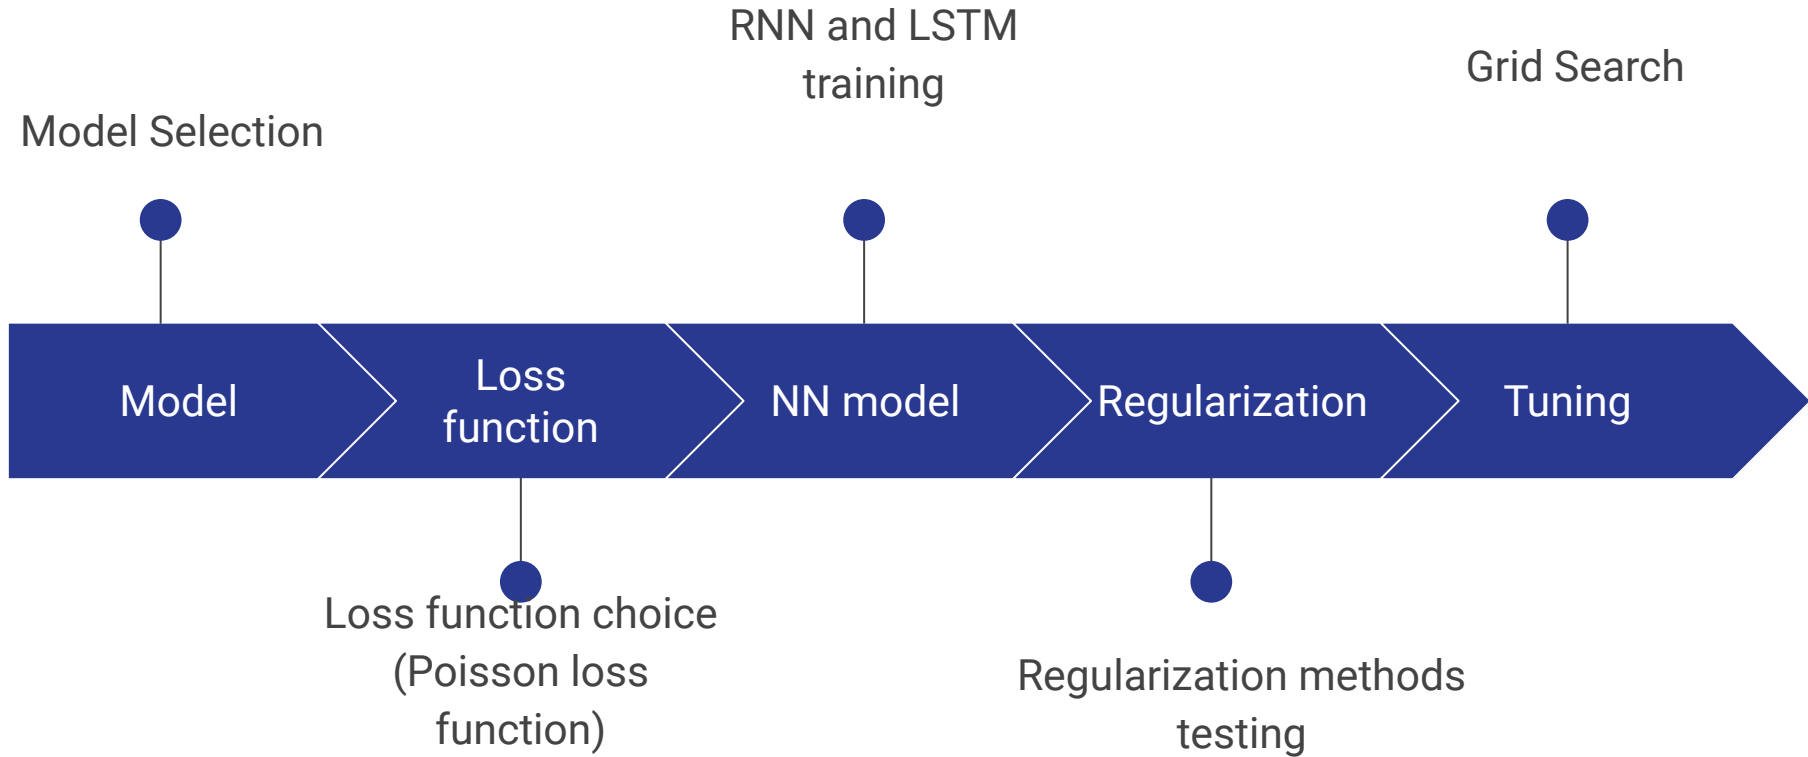 RNN and LSTM
training
Grid Search
Model Selection
Model
Loss
function
NN model
Regularization
Tuning
Loss function choice
(Poisson loss
function)
Regularization methods
testing